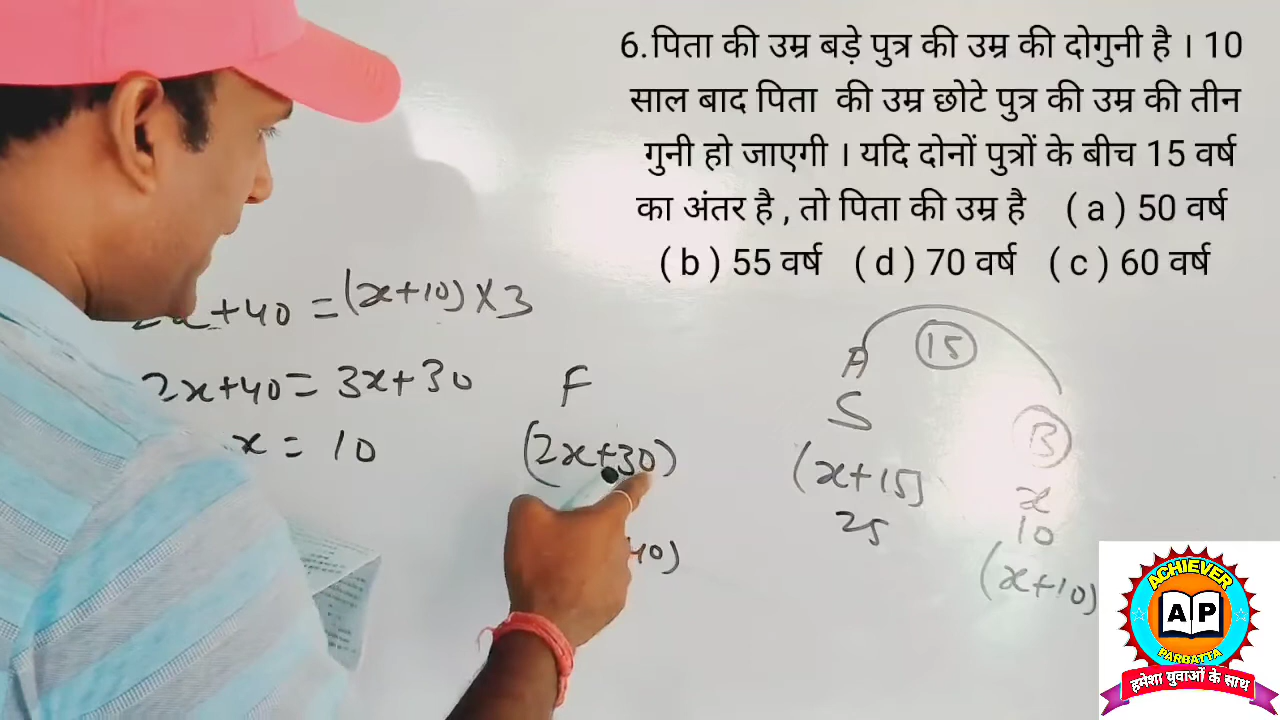 6.पिता की उम्र बड़े पुत्र की उम्र की दोगुनी है । 10
साल बाद पिता की उम्र छोटे पुत्र की उम्र की तीन
गुनी हो जाएगी । यदि दोनों पुत्रों के बीच 15 वर्ष
का अंतर है , तो पिता की उम्र है ( a ) 50 वर्ष
( b ) 55 वर्ष ( d ) 70 वर्ष ( c ) 60 वर्ष
+40 =(x+10)×3
2x+40= 3x+30
x = 10
F
(2x+30)
40)
15
A
S
(x+15)
25
B
x
10
(x+10)
ACHIEVER
AP
PARBATTA
हमेशा युवाओं के साथ